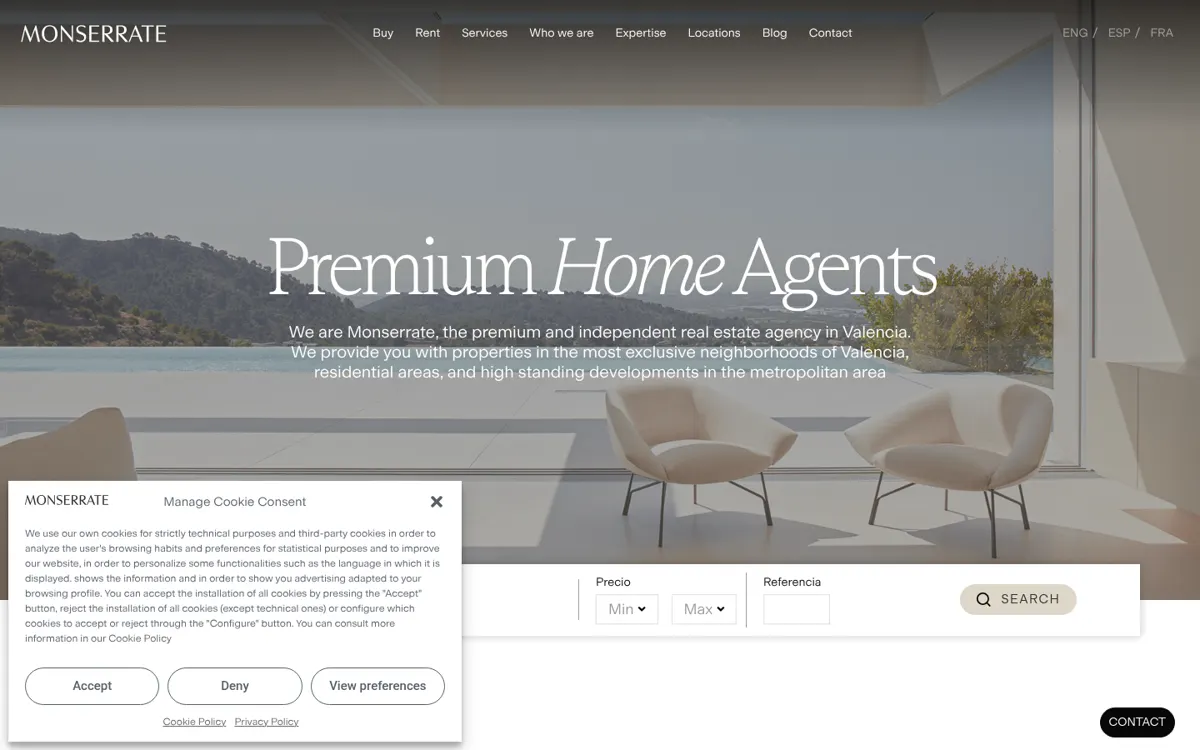 MONSERRATE
Buy
Rent
Services
Who we are
Expertise
Locations
Blog
Contact
ENG /
ESP /
FRA
Premium Home Agents
We are Monserrate, the premium and independent real estate agency in Valencia.
We provide you with properties in the most exclusive neighborhoods of Valencia,
residential areas, and high standing developments in the metropolitan area
Precio
Min
Max
Referencia
SEARCH
MONSERRATE
Manage Cookie Consent
We use our own cookies for strictly technical purposes and third-party cookies in order to
analyze the user's browsing habits and preferences for statistical purposes and to improve
our website, in order to personalize some functionalities such as the language in which it is
displayed. shows the information and in order to show you advertising adapted to your
browsing profile. You can accept the installation of all cookies by pressing the "Accept"
button, reject the installation of all cookies (except technical ones) or configure which
cookies to accept or reject through the "Configure" button. You can consult more
information in our Cookie Policy
Accept
Deny
View preferences
Cookie Policy
Privacy Policy
CONTACT